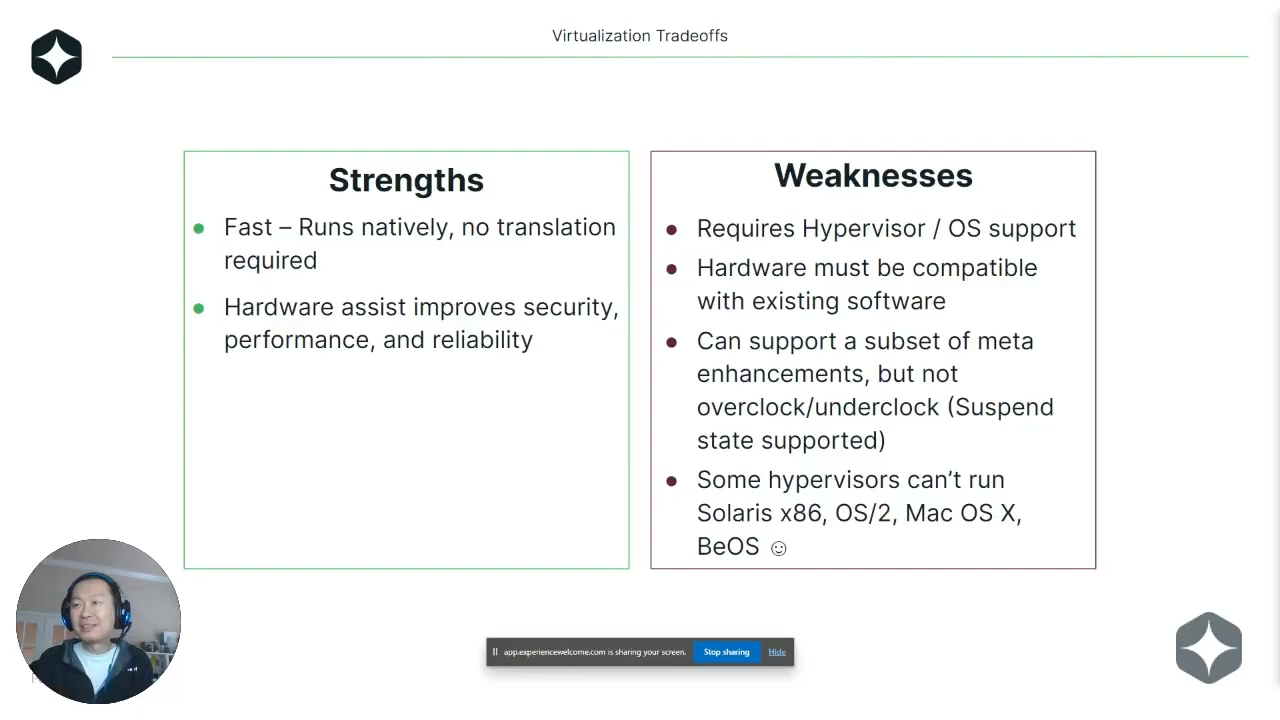 Virtualization Tradeoffs
Strengths
Fast – Runs natively, no translation
required
Hardware assist improves security,
performance, and reliability
Weaknesses
Requires Hypervisor / OS support
Hardware must be compatible
with existing software
Can support a subset of meta
enhancements, but not
overclock/underclock (Suspend
state supported)
Some hypervisors can’t run
Solaris x86, OS/2, Mac OS X,
BeOS ☺
app.experiencewelcome.com is sharing your screen.
Stop sharing
Hide